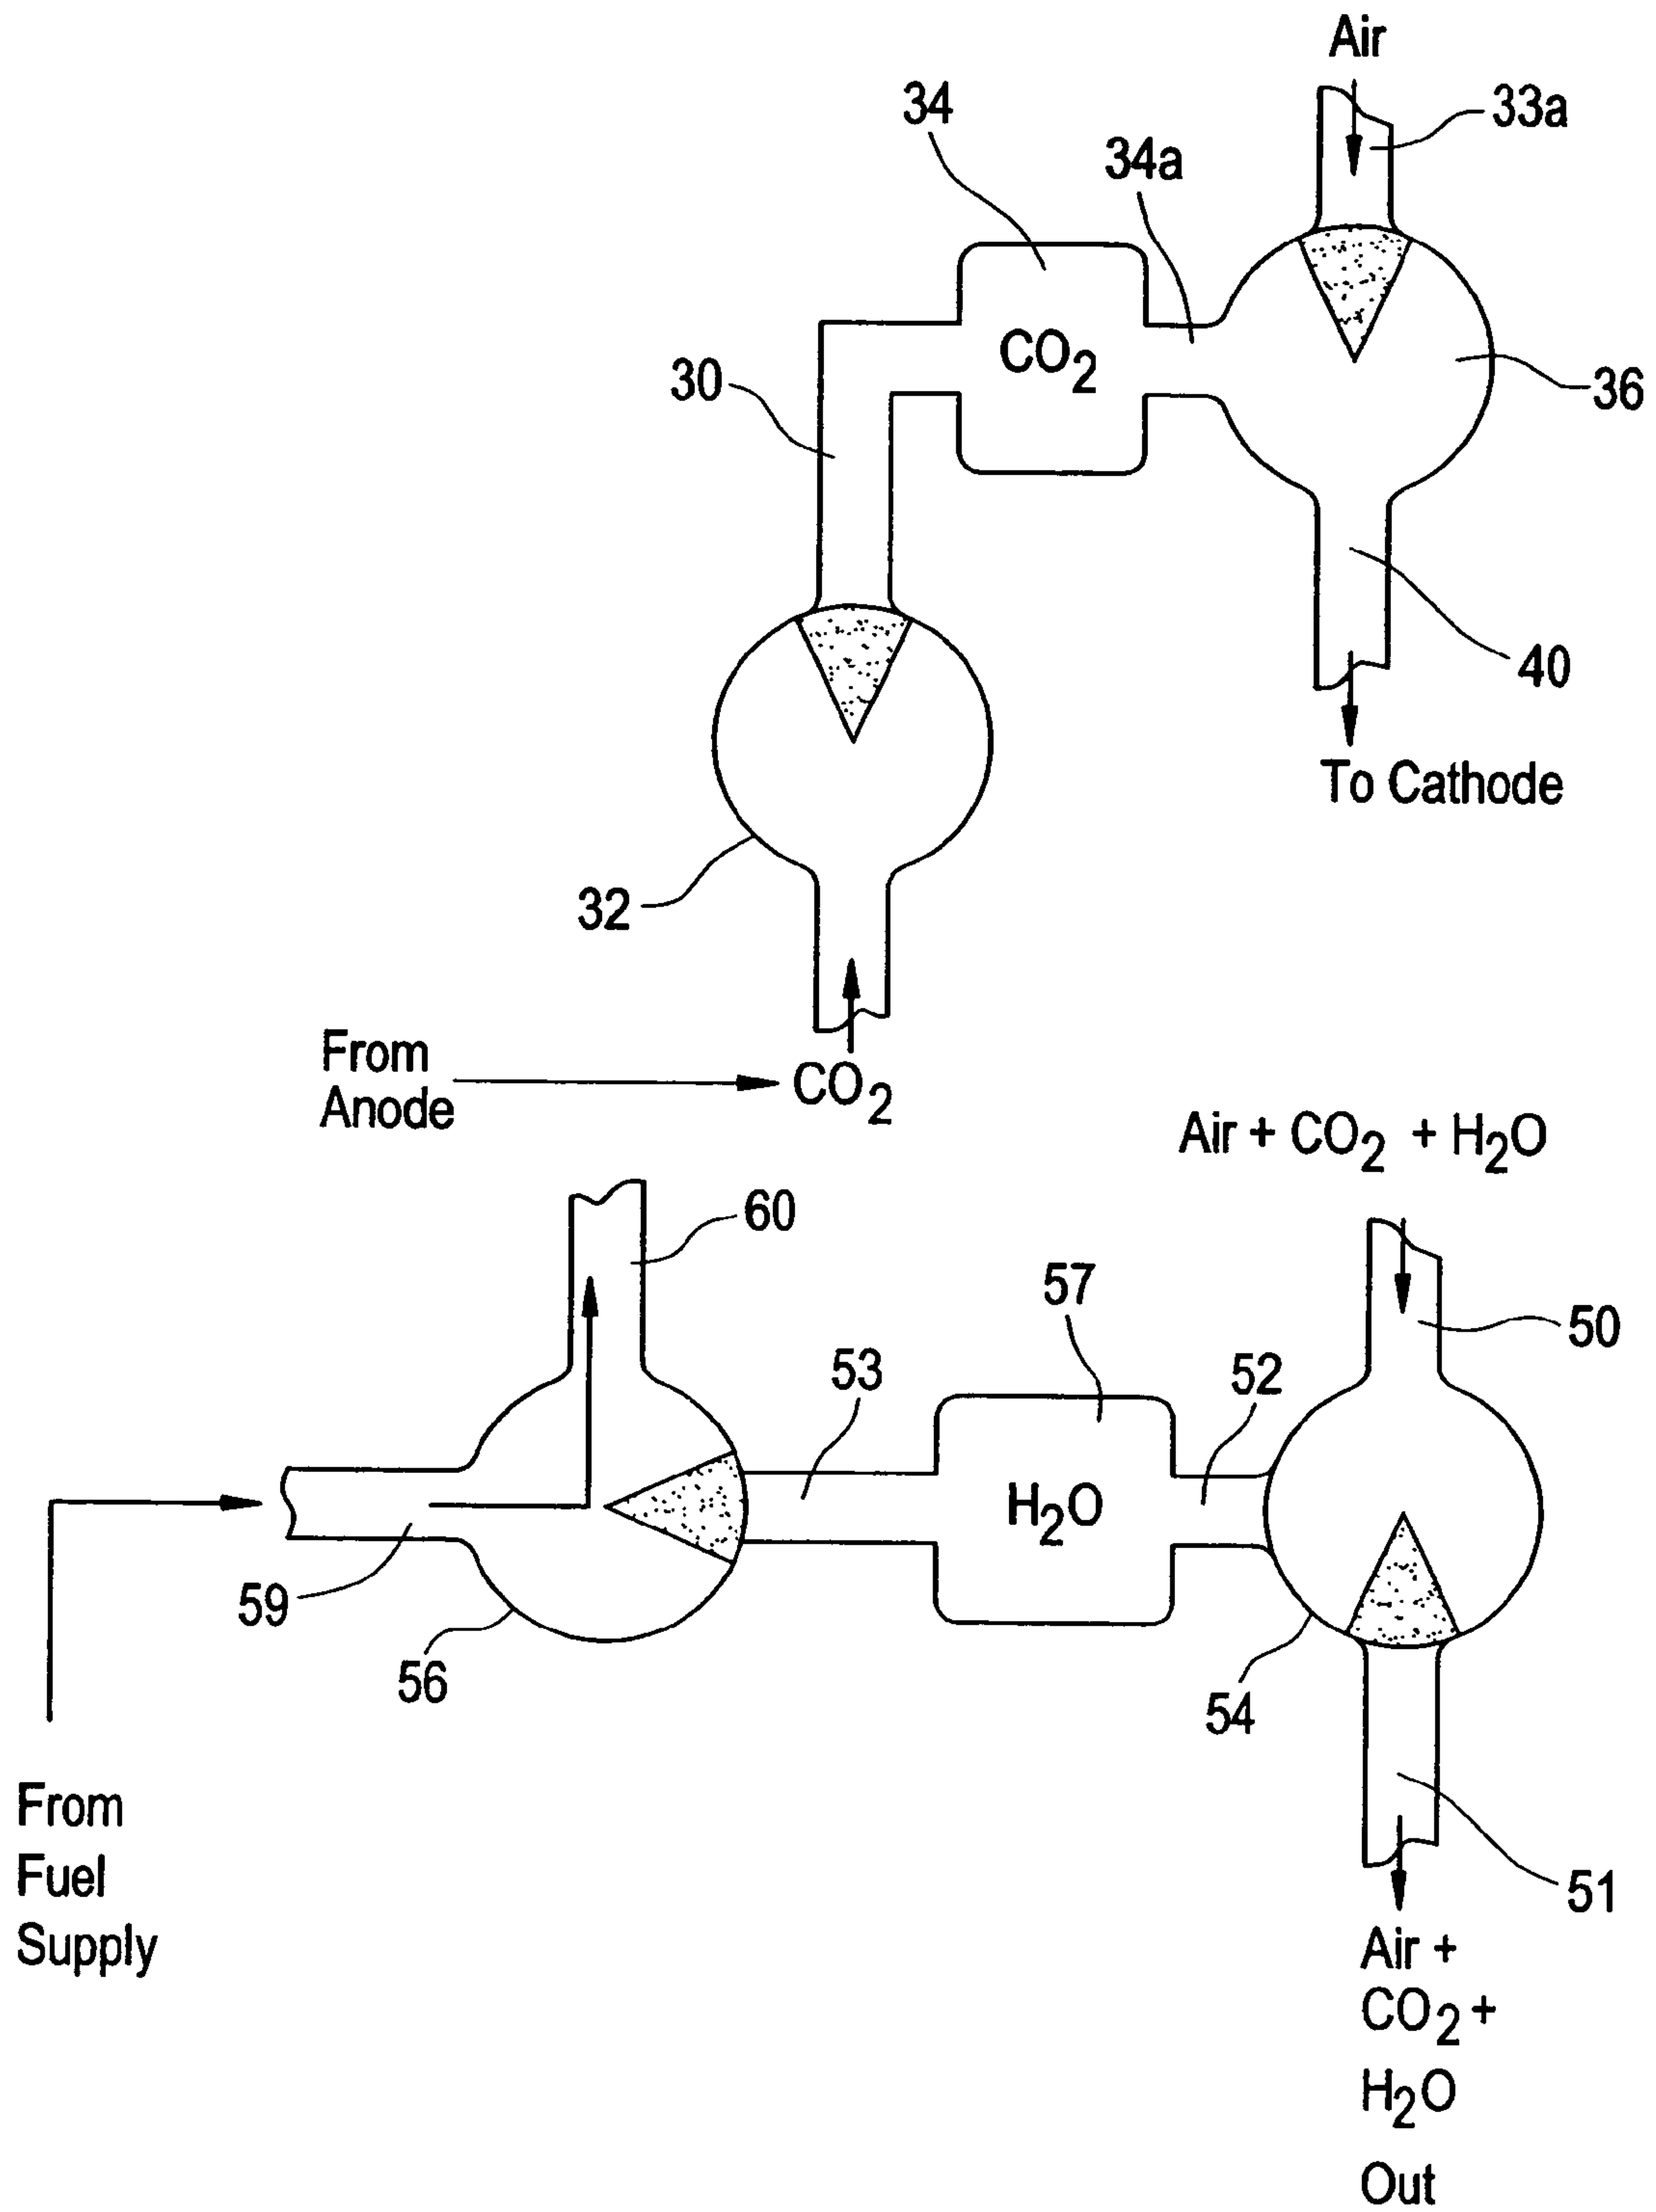 Air
34
33a
34a
CO2
30
36
40
To Cathode
32
From
Anode
CO2
Air + CO2 + H2O
60
57
50
53
52
H2O
59
56
54
From
Fuel
Supply
51
Air +
CO2 +
H2O
Out